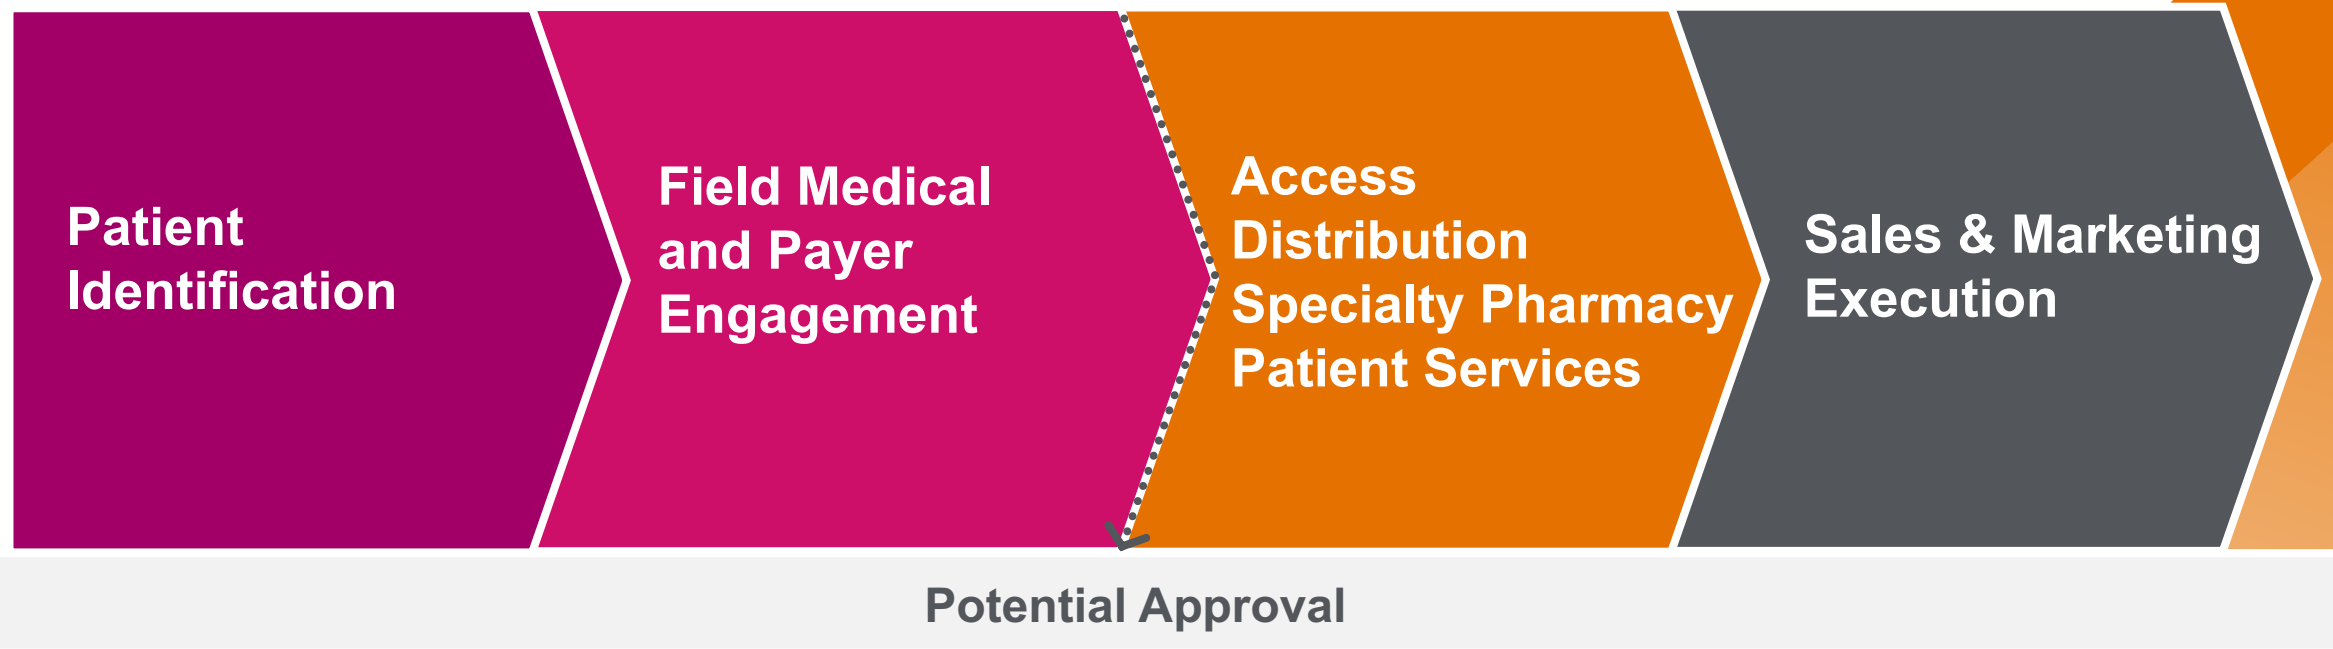 Patient
Identification
Field Medical
and Payer
Engagement
Access
Distribution
Specialty Pharmacy
Patient Services
Sales & Marketing
Execution
Potential Approval